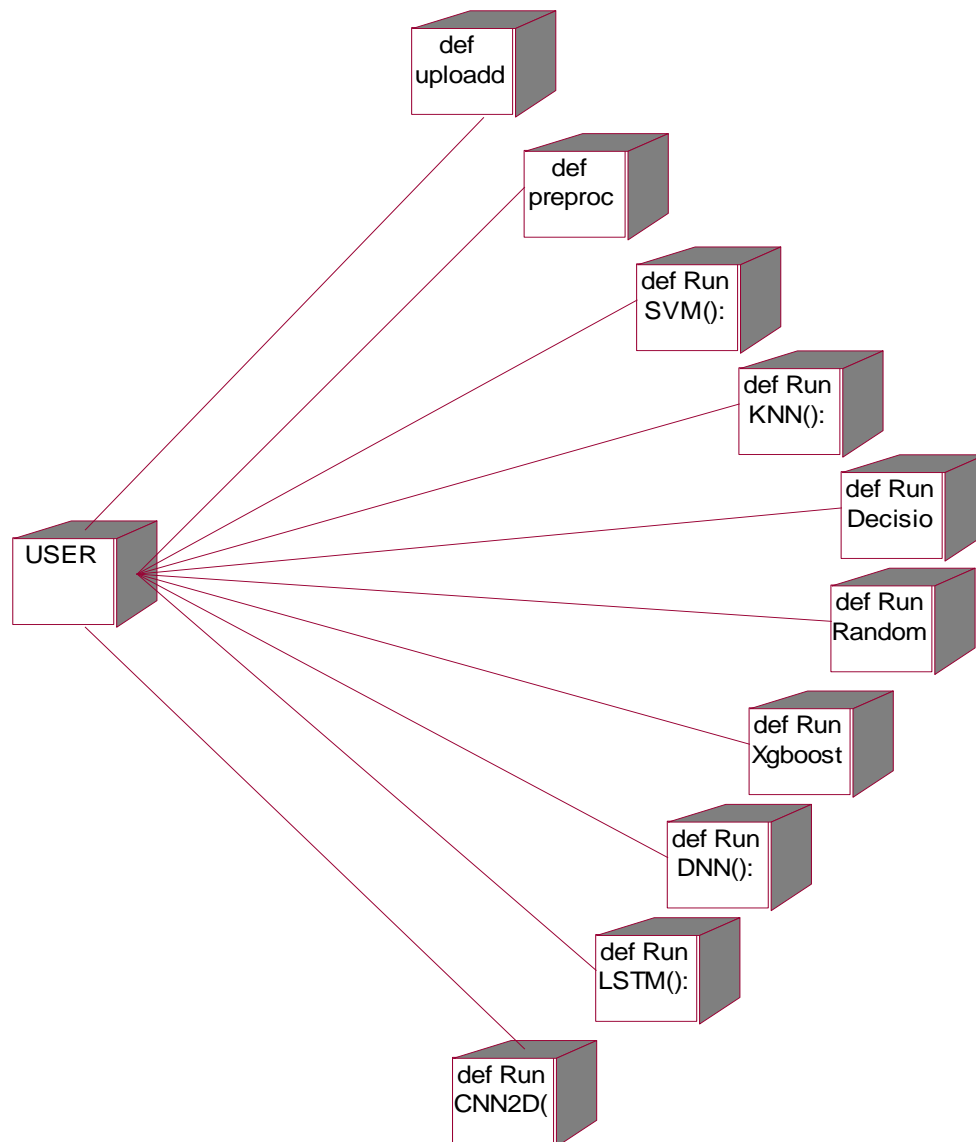 def
uploadd
def
preproc
def Run
SVM():
def Run
KNN():
def Run
Decisio
USER
def Run
Random
def Run
Xgboost
def Run
DNN():
def Run
LSTM():
def Run
CNN2D(